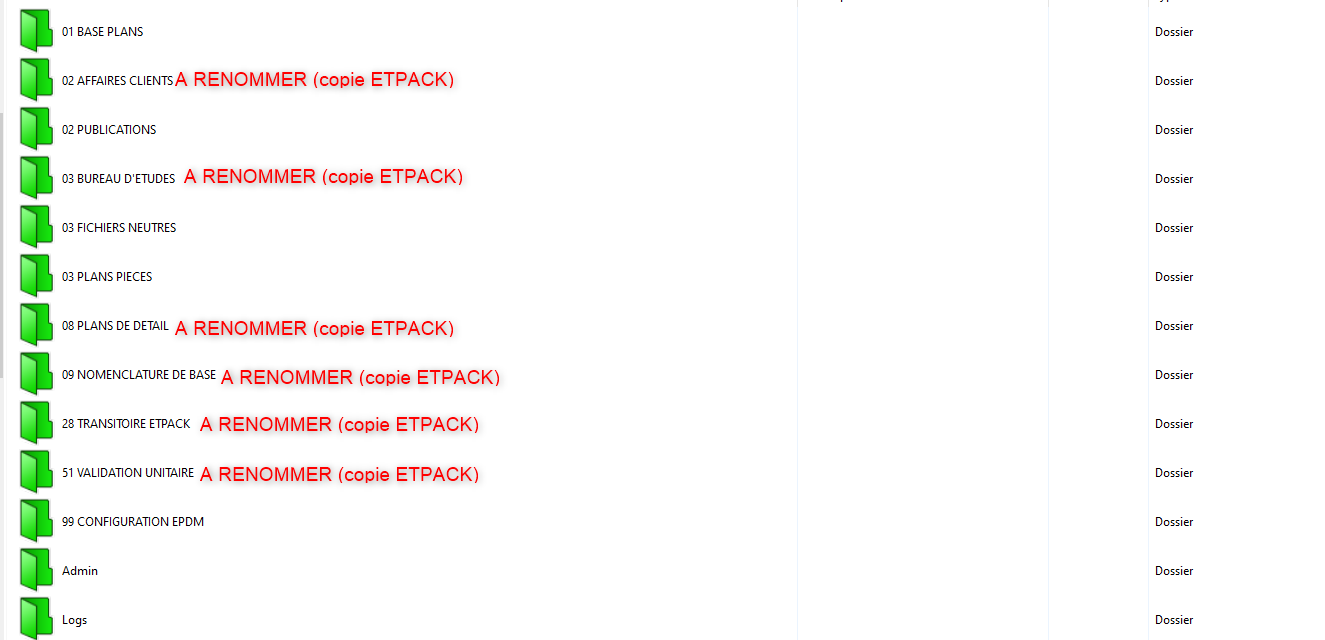 01 BASE PLANS Dossier
02 AFFAIRES CLIENTS A RENOMMER (copie ETPACK) Dossier
02 PUBLICATIONS Dossier
03 BUREAU D'ETUDES A RENOMMER (copie ETPACK) Dossier
03 FICHIERS NEUTRES Dossier
03 PLANS PIECES Dossier
08 PLANS DE DETAIL A RENOMMER (copie ETPACK) Dossier
09 NOMENCLATURE DE BASE A RENOMMER (copie ETPACK) Dossier
28 TRANSITOIRE ETPACK A RENOMMER (copie ETPACK) Dossier
51 VALIDATION UNITAIRE A RENOMMER (copie ETPACK) Dossier
99 CONFIGURATION EPDM Dossier
Admin Dossier
Logs Dossier